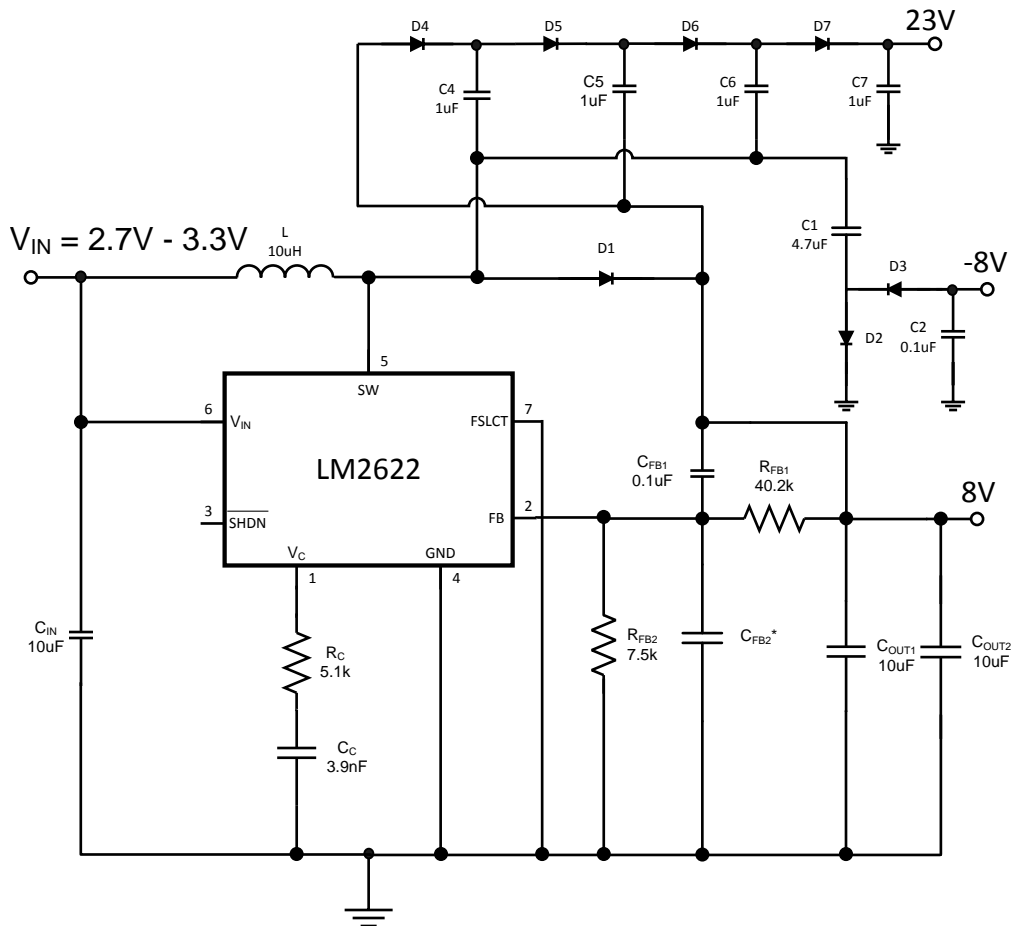 D4
D5
D6
D7
23V
C4
1uF
C5
1uF
C6
1uF
C7
1uF
VIN = 2.7V - 3.3V
L
10uH
D1
C1
4.7uF
D3
-8V
D2
C2
0.1uF
5
SW
6
VIN
7
FSLCT
LM2622
3
SHDN
2
FB
VC
GND
1
4
CFB1
0.1uF
RFB1
40.2k
8V
CIN
10uF
RC
5.1k
CC
3.9nF
RFB2
7.5k
CFB2*
COUT1
10uF
COUT2
10uF